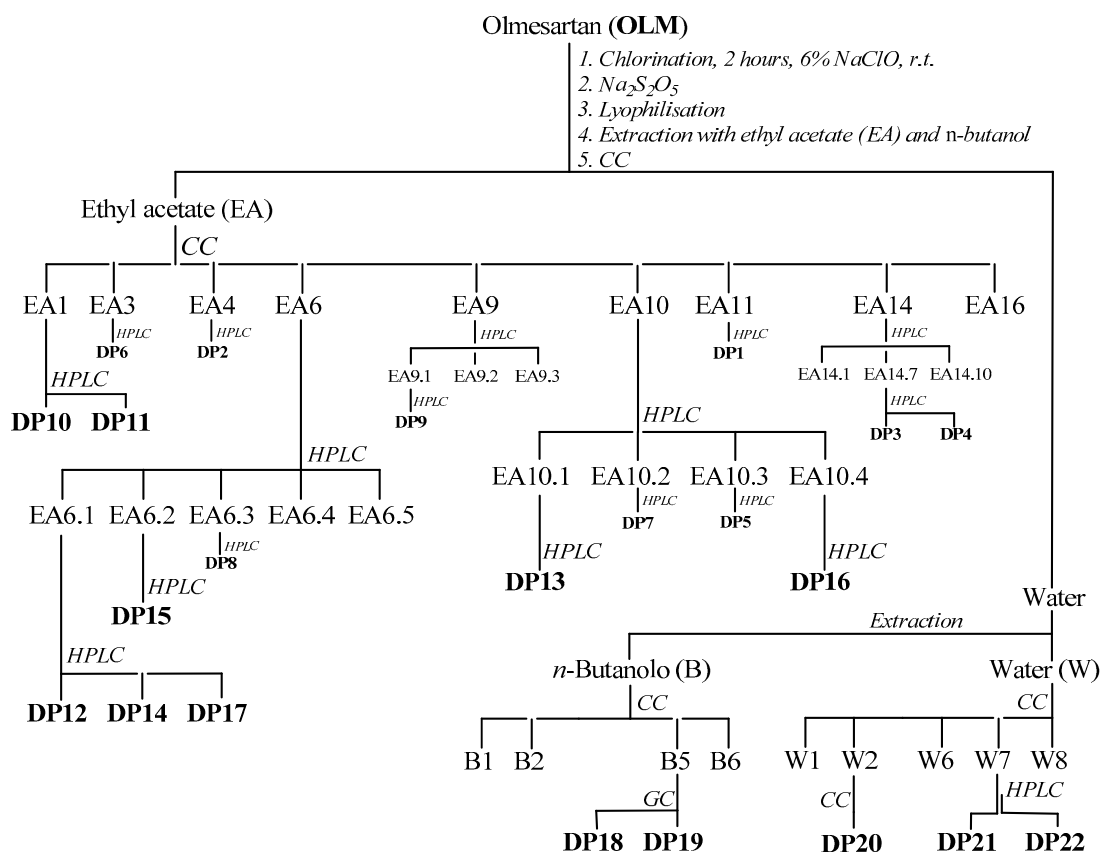 Olmesartan (OLM)
1. Chlorination, 2 hours, 6% NaClO, r.t.
2. Na2S2O5
3. Lyophilisation
4. Extraction with ethyl acetate (EA) and n-butanol
5. CC
Ethyl acetate (EA)
CC
EA1 EA3 EA4 EA6 EA9 EA10 EA11 EA14 EA16
HPLC HPLC HPLC HPLC HPLC
DP6 DP2 DP1
EA9.1 EA9.2 EA9.3 EA14.1 EA14.7 EA14.10
HPLC HPLC HPLC
DP10 DP11 DP9 HPLC DP3 DP4
HPLC
EA10.1 EA10.2 EA10.3 EA10.4
HPLC HPLC
EA6.1 EA6.2 EA6.3 EA6.4 EA6.5 DP7 DP5
HPLC HPLC HPLC
DP8
HPLC DP13 DP16
DP15
Water
Extraction
HPLC n-Butanolo (B) Water (W)
CC CC
DP12 DP14 DP17
B1 B2 B5 B6 W1 W2 W6 W7 W8
GC CC HPLC
DP18 DP19 DP20 DP21 DP22